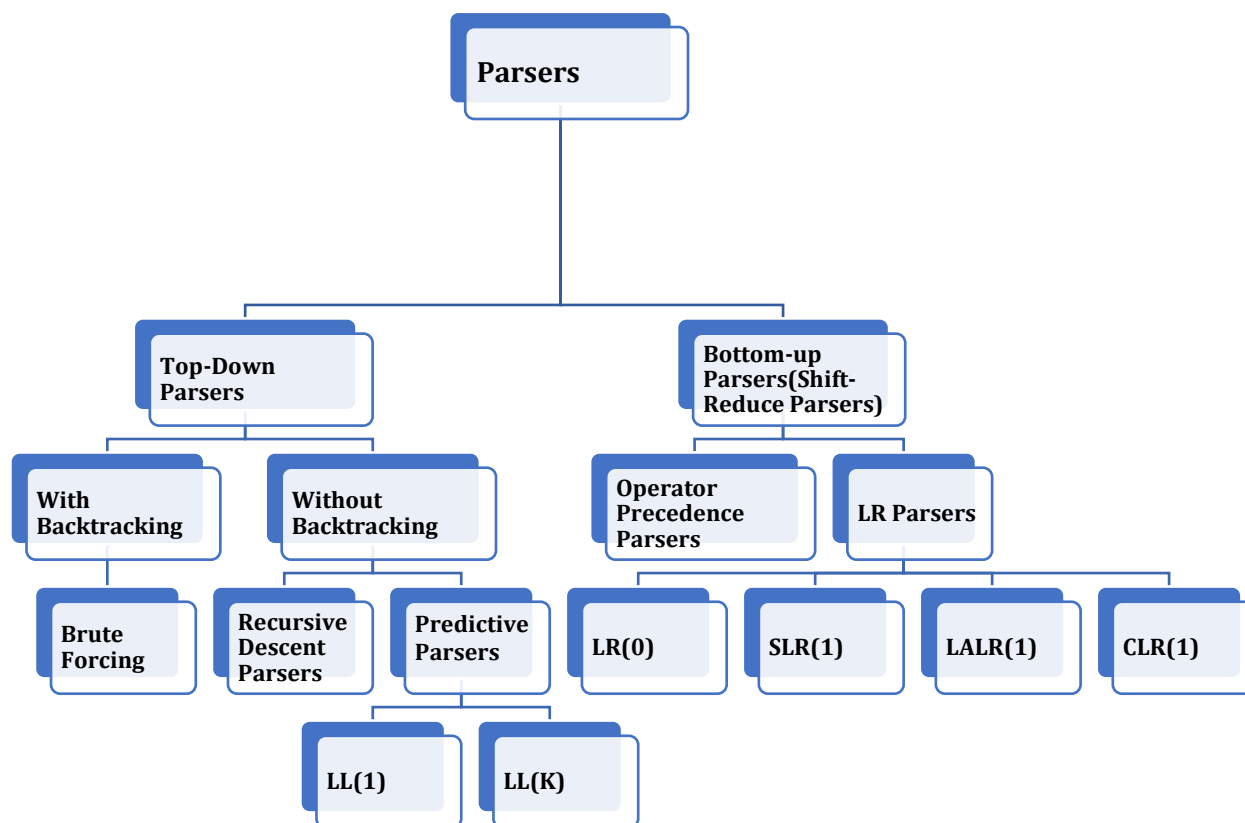 Parsers
Top-Down
Parsers
Bottom-up
Parsers(Shift-
Reduce Parsers)
With
Backtracking
Without
Backtracking
Operator
Precedence
Parsers
LR Parsers
Brute
Forcing
Recursive
Descent
Parsers
Predictive
Parsers
LR(0)
SLR(1)
LALR(1)
CLR(1)
LL(1)
LL(K)